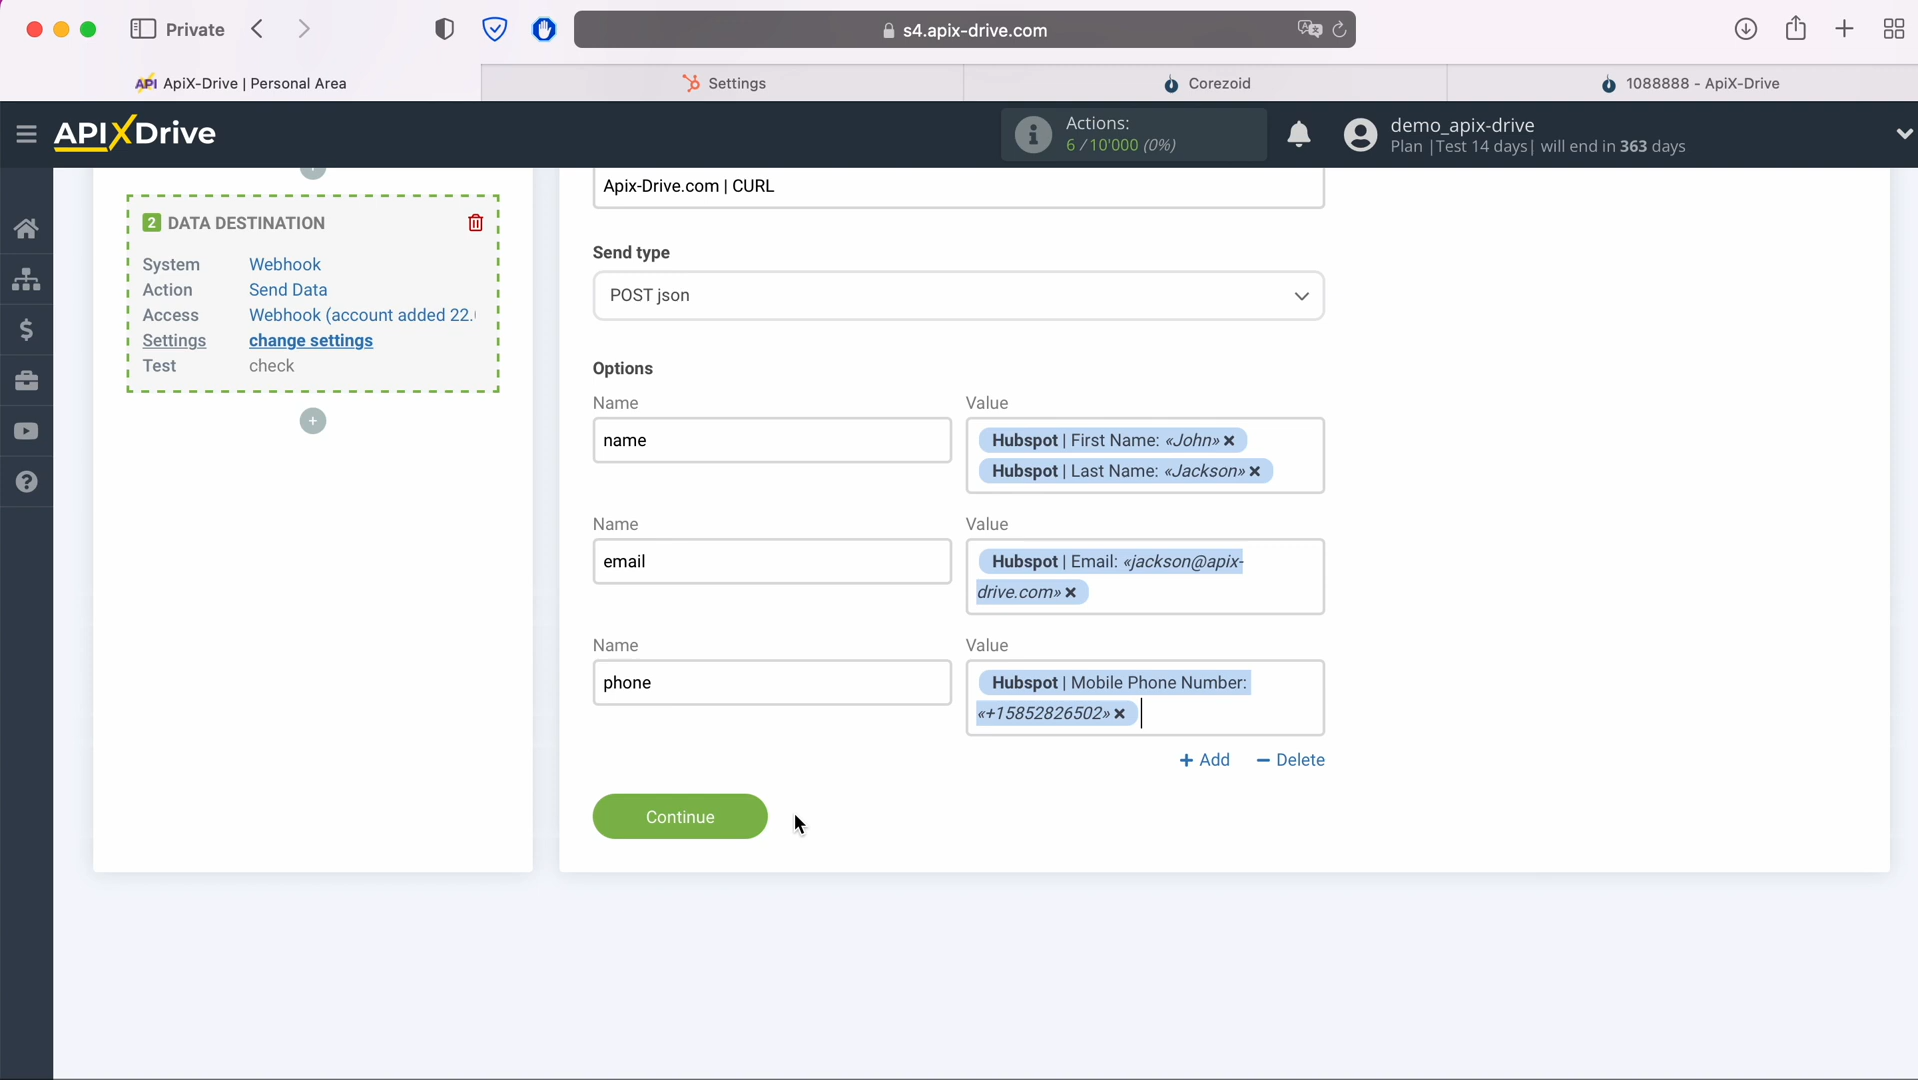 Private
s4.apix-drive.com
API ApiX-Drive | Personal Area
Settings
Corezoid
1088888 - ApiX-Drive
APIXDrive
Actions:
6 / 10'000 (0%)
demo_apix-drive
Plan |Test 14 days| will end in 363 days
2 DATA DESTINATION
System Webhook
Action Send Data
Access Webhook (account added 22.
Settings change settings
Test check
Apix-Drive.com | CURL
Send type
POST json
Options
Name Value
name
Hubspot | First Name: «John» ×
Hubspot | Last Name: «Jackson» ×
Name Value
email
Hubspot | Email: «jackson@apix-
drive.com» ×
Name Value
phone
Hubspot | Mobile Phone Number:
«+15852826502» ×
+ Add − Delete
Continue